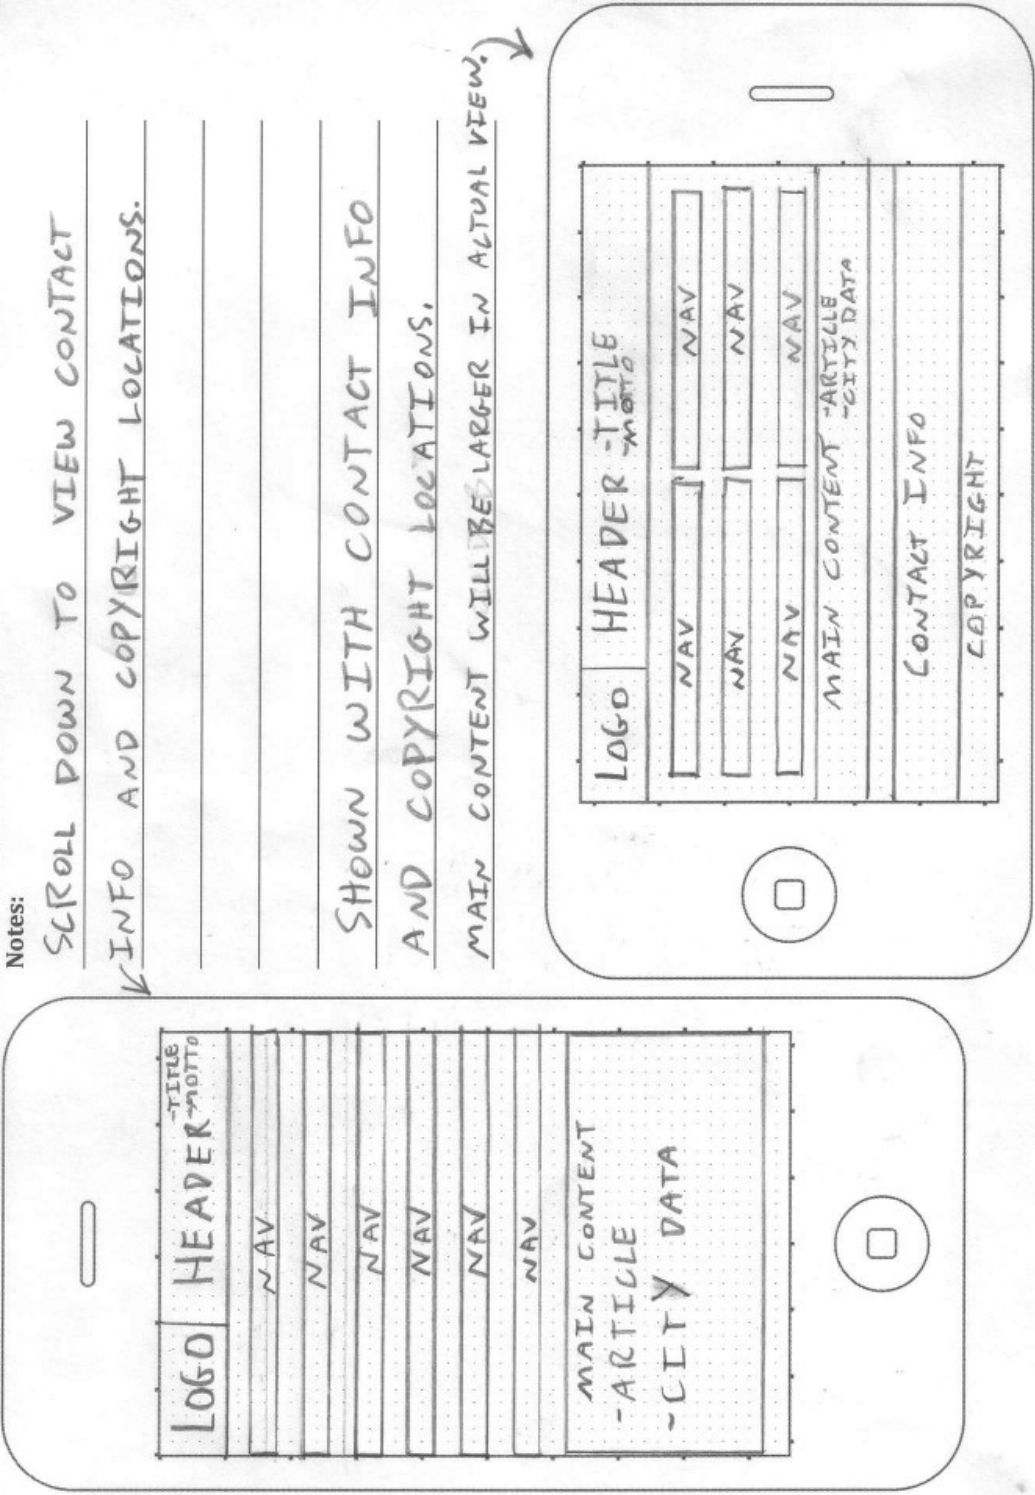 Notes:
SCROLL DOWN TO VIEW CONTACT
INFO AND COPYRIGHT LOCATIONS.
SHOWN WITH CONTACT INFO
AND COPYRIGHT LOCATIONS.
MAIN CONTENT WILL BE LARGER IN ACTUAL VIEW.
LOGO HEADER -TITLE
-MOTTO
NAV
NAV
NAV
NAV
NAV
NAV
MAIN CONTENT
-ARTICLE
-CITY DATA
LOGO HEADER -TITLE
-MOTTO
NAV NAV
NAV NAV
NAV NAV
MAIN CONTENT -ARTICLE
-CITY DATA
CONTACT INFO
COPYRIGHT